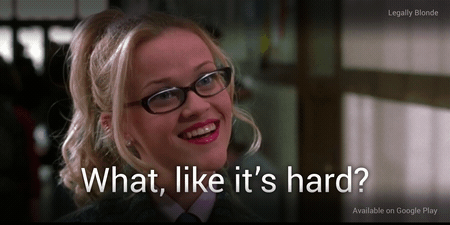 Legally Blonde
What, like it's hard?
Available on Google Play